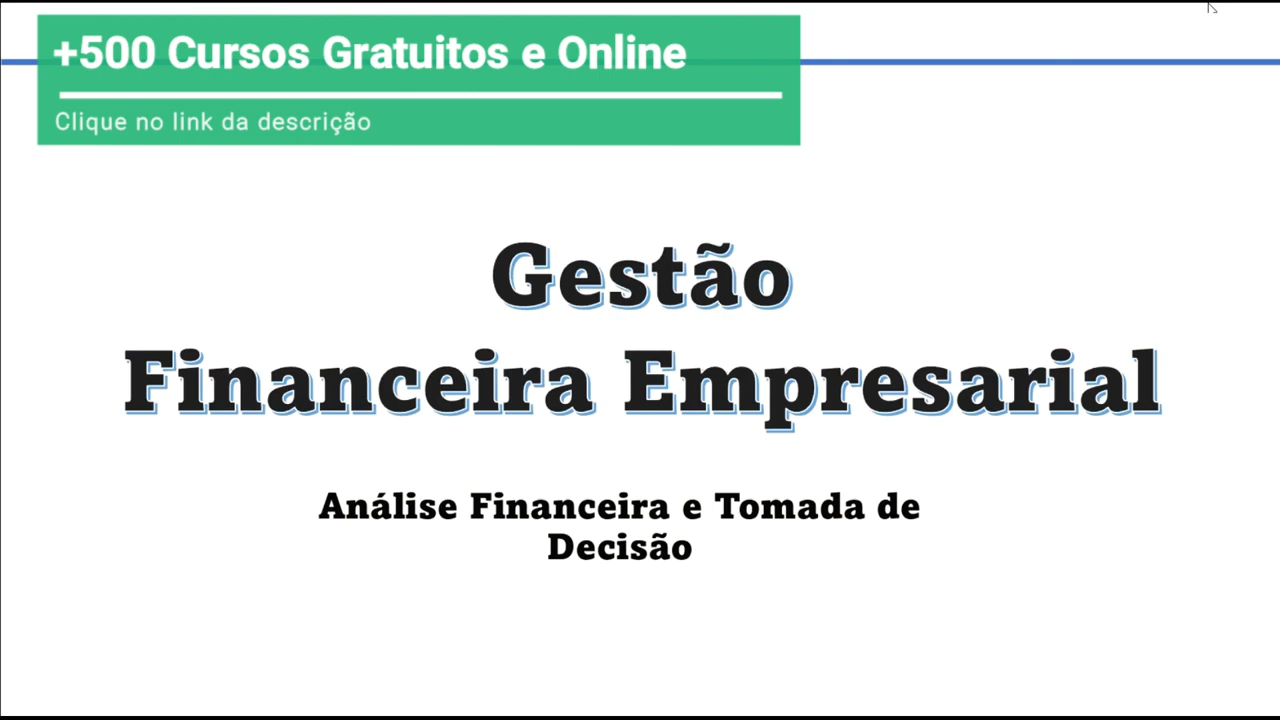 +500 Cursos Gratuitos e Online
Clique no link da descrição
Gestão
Financeira Empresarial
Análise Financeira e Tomada de
Decisão